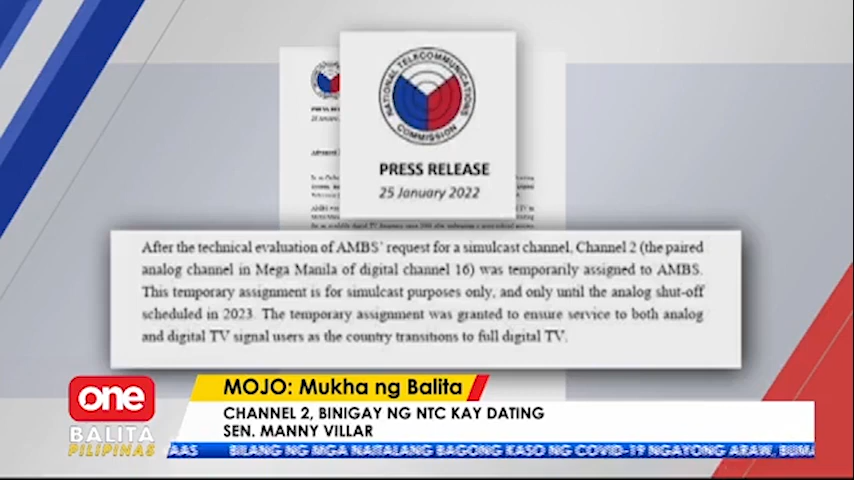 NATIONAL TELECOMMUNICATIONS
COMMISSION
PRESS RELEASE
25 January 2022
After the technical evaluation of AMBS' request for a simulcast channel, Channel 2 (the paired
analog channel in Mega Manila of digital channel 16) was temporarily assigned to AMBS.
This temporary assignment is for simulcast purposes only, and only until the analog shut-off
scheduled in 2023. The temporary assignment was granted to ensure service to both analog
and digital TV signal users as the country transitions to full digital TV.
one
BALITA
PILIPINAS
MOJO: Mukha ng Balita
CHANNEL 2, BINIGAY NG NTC KAY DATING
SEN. MANNY VILLAR
TAAS BILANG NG MGA NAITALANG BAGONG KASO NG COVID-19 NGAYONG ARAW, BUMA